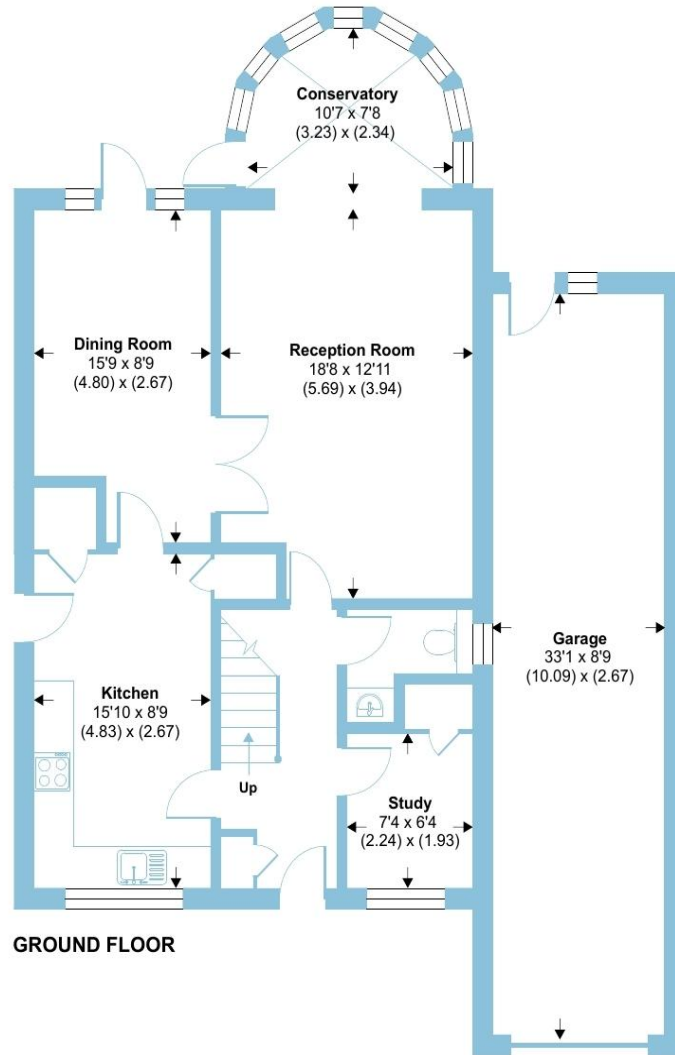 Conservatory
10'7 x 7'8
(3.23) x (2.34)
Dining Room
15'9 x 8'9
(4.80) x (2.67)
Reception Room
18'8 x 12'11
(5.69) x (3.94)
Garage
33'1 x 8'9
(10.09) x (2.67)
Kitchen
15'10 x 8'9
(4.83) x (2.67)
Up
Study
7'4 x 6'4
(2.24) x (1.93)
GROUND FLOOR